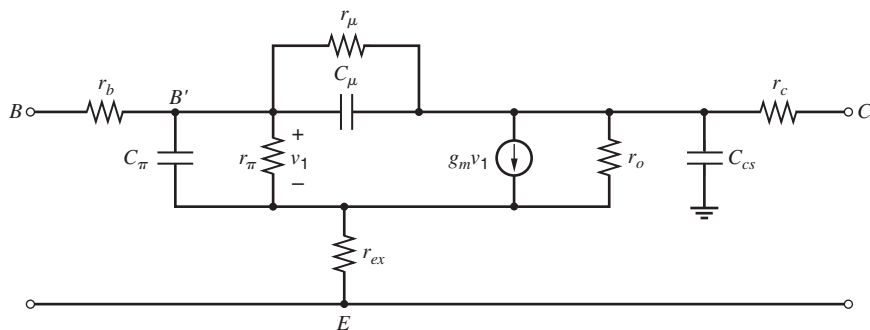 r_μ
C_μ
r_b
r_c
B
B′
C
+
C_π
r_π
v_1
g_m v_1
r_o
C_cs
−
r_ex
E